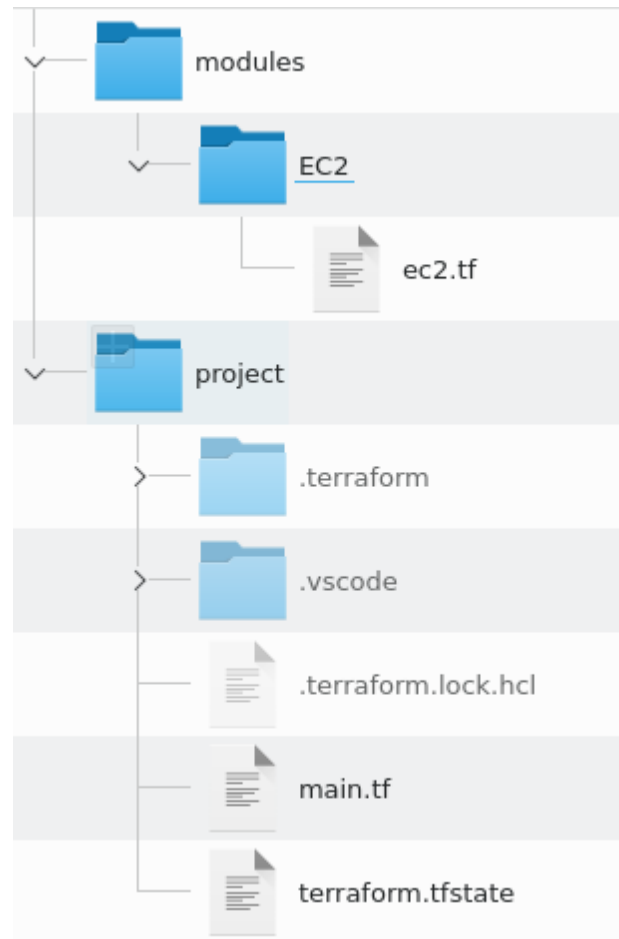 modules
EC2
ec2.tf
project
.terraform
.vscode
.terraform.lock.hcl
main.tf
terraform.tfstate